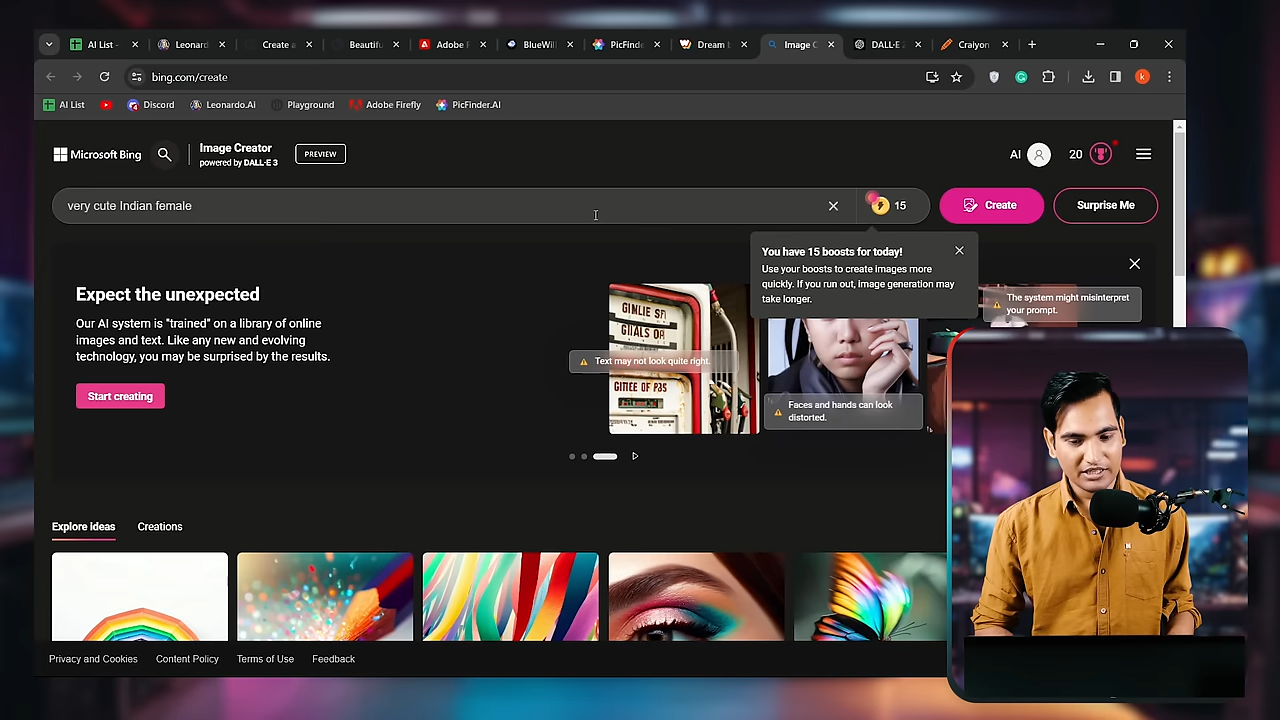 AI List -
Leonard
Create a
Beautifu
Adobe F
BlueWil
PicFinde
Dream L
Image C
DALL·E
Craiyon
bing.com/create
AI List
Discord
Leonardo.Ai
Playground
Adobe Firefly
PicFinder.AI
Microsoft Bing
Image Creator
powered by DALL·E 3
PREVIEW
AI
20
very cute Indian female
15
Create
Surprise Me
You have 15 boosts for today!
Use your boosts to create images more
quickly. If you run out, image generation may
take longer.
Expect the unexpected
Our AI system is "trained" on a library of online
images and text. Like any new and evolving
technology, you may be surprised by the results.
Start creating
Text may not look quite right.
Faces and hands can look
distorted.
The system might misinterpret
your prompt.
Explore ideas
Creations
Privacy and Cookies
Content Policy
Terms of Use
Feedback